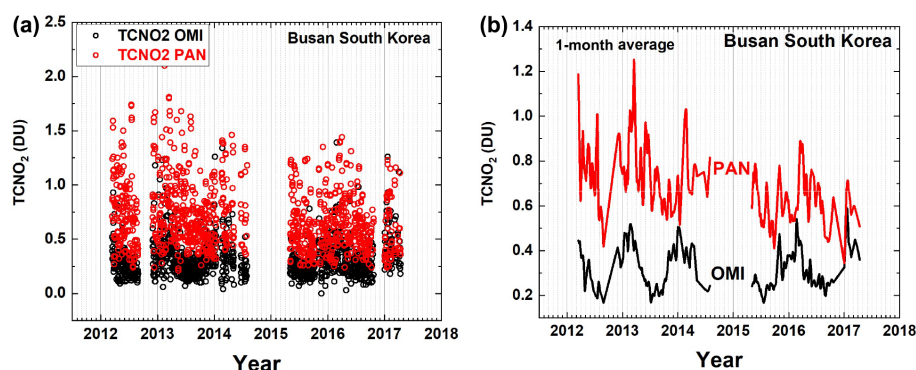 (a)
TCNO2 OMI
TCNO2 PAN
Busan South Korea
TCNO₂ (DU)
2.5
2.0
1.5
1.0
0.5
0.0
2012 2013 2014 2015 2016 2017 2018
Year
(b)
1-month average
Busan South Korea
TCNO₂ (DU)
1.4
1.2
1.0
0.8
0.6
0.4
0.2
PAN
OMI
2012 2013 2014 2015 2016 2017 2018
Year